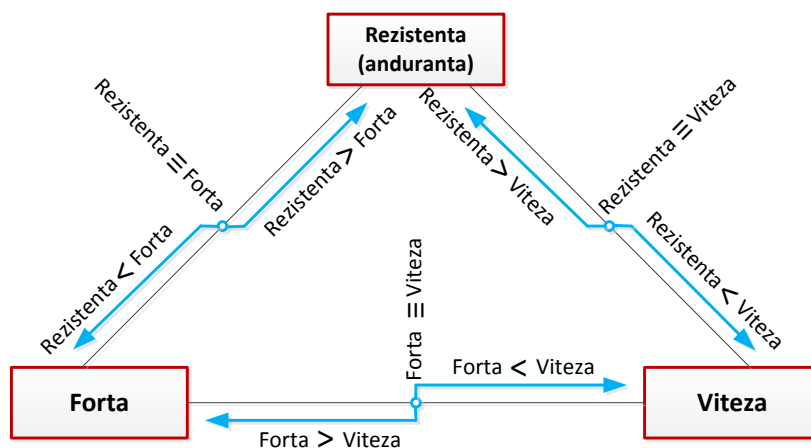 Rezistenta
(anduranta)
Rezistenta ≡ Forta
Rezistenta > Forta
Rezistenta < Forta
Rezistenta > Viteza
Rezistenta ≡ Viteza
Rezistenta < Viteza
Forta ≡ Viteza
Forta < Viteza
Forta > Viteza
Forta
Viteza